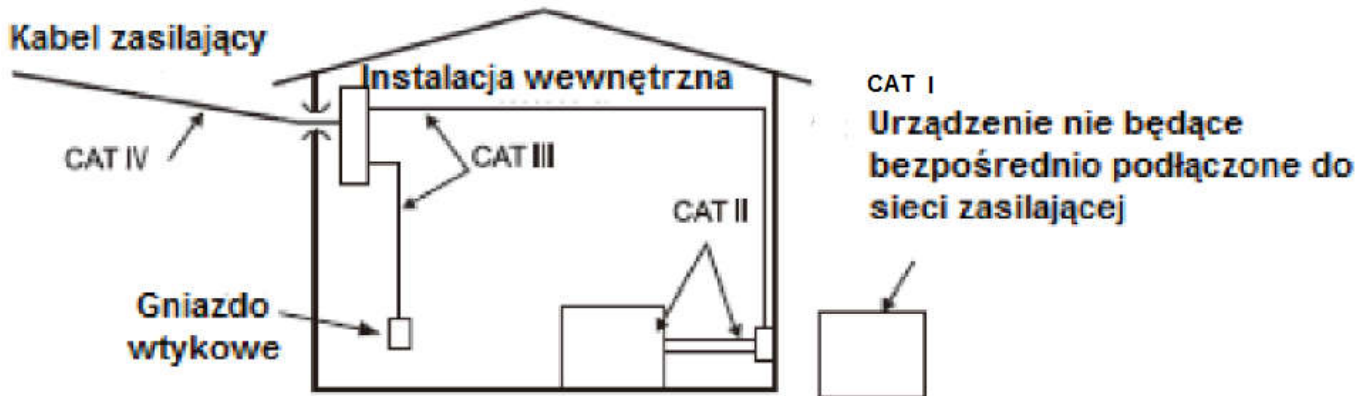 Kabel zasilający
Instalacja wewnętrzna
CAT I
Urządzenie nie będące
bezpośrednio podłączone do
sieci zasilającej
CAT IV
CAT III
CAT II
Gniazdo
wtykowe